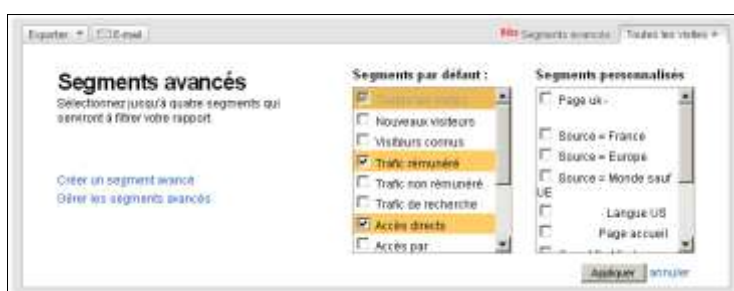 Exporter E-mail Bêta Segments avancés : Toutes les visites
Segments avancés
Sélectionnez jusqu'à quatre segments qui
serviront à filtrer votre rapport.
Créer un segment avancé
Gérer les segments avancés
Segments par défaut :
Nouveaux visiteurs
Visiteurs connus
Trafic rémunéré
Trafic non rémunéré
Trafic de recherche
Accès directs
Accès par
Segments personnalisés
Page uk-
Source = France
Source = Europe
Source = Monde sauf
UE
Langue US
Page accueil
Appliquer annuler